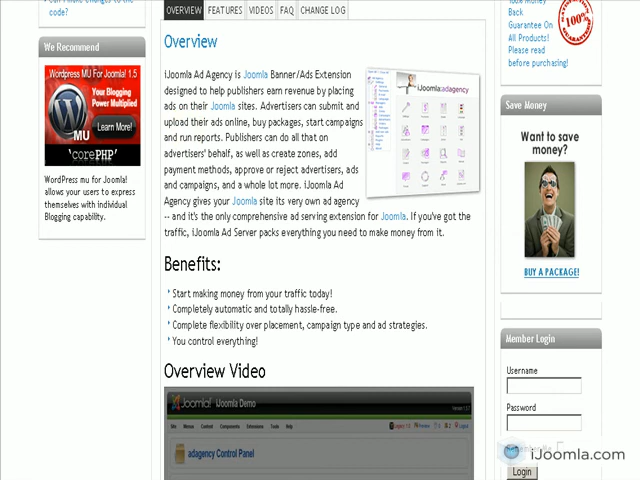 OVERVIEW FEATURES VIDEOS FAQ CHANGE LOG
code?
We Recommend
Wordpress MU For Joomla! 1.5
Your Blogging
Power Multiplied
Learn More!
MU
'corePHP'
WordPress mu for Joomla!
allows your users to express
themselves with individual
Blogging capability.
Overview
iJoomla Ad Agency is Joomla Banner/Ads Extension
designed to help publishers earn revenue by placing
ads on their Joomla sites. Advertisers can submit and
upload their ads online, buy packages, start campaigns
and run reports. Publishers can do all that on
advertisers' behalf, as well as create zones, add
payment methods, approve or reject advertisers, ads
and campaigns, and a whole lot more. iJoomla Ad
Agency gives your Joomla site its very own ad agency
-- and it's the only comprehensive ad serving extension for Joomla. If you've got the
traffic, iJoomla Ad Server packs everything you need to make money from it.
iJoomla:adagency
Benefits:
Start making money from your traffic today!
Completely automatic and totally hassle-free.
Complete flexibility over placement, campaign type and ad strategies.
You control everything!
Overview Video
Joomla! iJoomla Demo
Site Menus Content Components Extensions Tools Help
Preview
Logout
adagency Control Panel
Back
Guarantee On
All Products!
Please read
before purchasing!
100%
Save Money
Want to save
money?
BUY A PACKAGE!
Member Login
Username
Password
iJoomla.com
Login